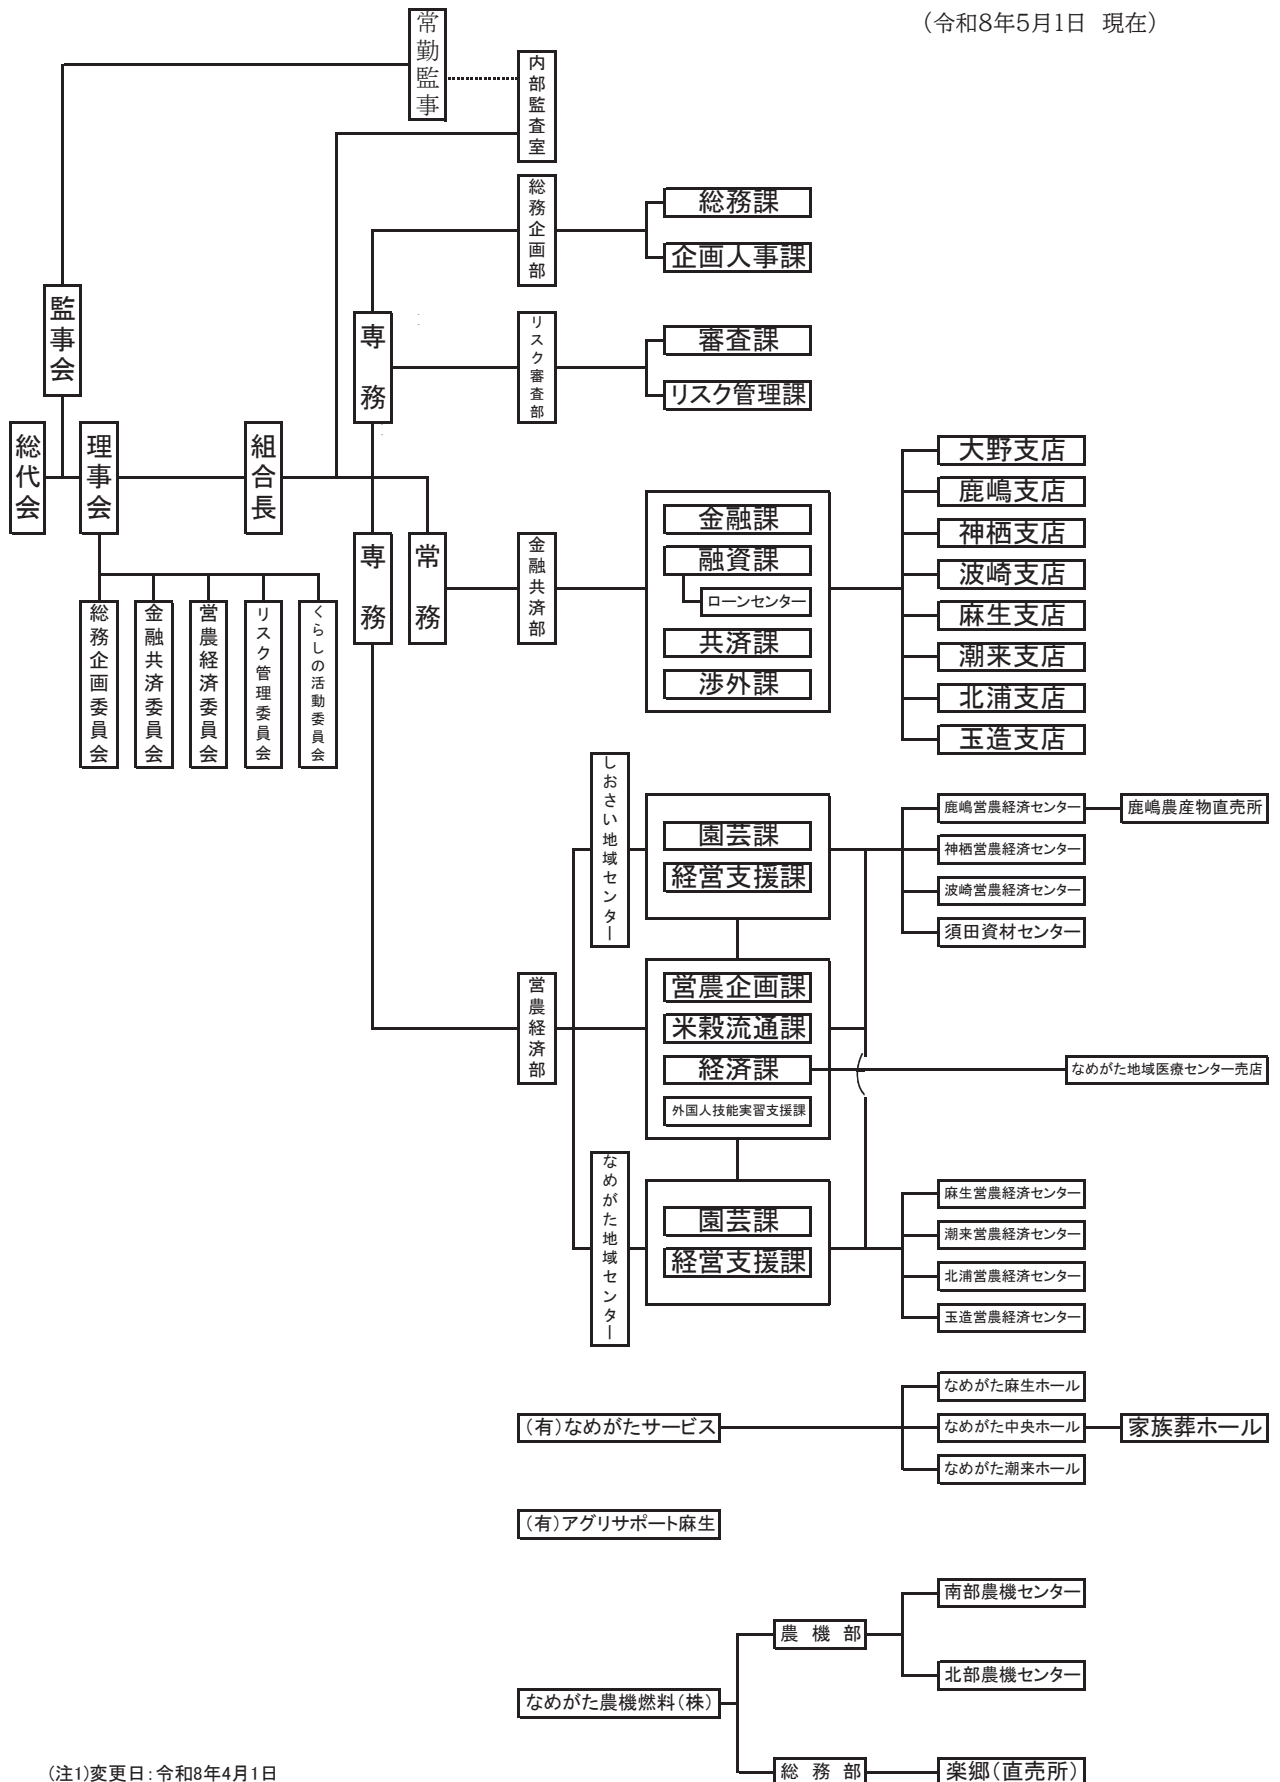 (令和8年5月1日 現在)
常勤監事
内部監査室
総務企画部
総務課
企画人事課
監事会
専務
リスク審査部
審査課
リスク管理課
総代会
理事会
組合長
専務
常務
金融共済部
金融課
融資課
ローンセンター
共済課
渉外課
大野支店
鹿嶋支店
神栖支店
波崎支店
麻生支店
潮来支店
北浦支店
玉造支店
総務企画委員会
金融共済委員会
営農経済委員会
リスク管理委員会
くらしの活動委員会
しおさい地域センター
園芸課
経営支援課
鹿嶋営農経済センター
鹿嶋農産物直売所
神栖営農経済センター
波崎営農経済センター
須田資材センター
営農経済部
営農企画課
米穀流通課
経済課
外国人技能実習支援課
なめがた地域医療センター売店
なめがた地域センター
園芸課
経営支援課
麻生営農経済センター
潮来営農経済センター
北浦営農経済センター
玉造営農経済センター
(有)なめがたサービス
なめがた麻生ホール
なめがた中央ホール
家族葬ホール
なめがた潮来ホール
(有)アグリサポート麻生
なめがた農機燃料(株)
農機部
南部農機センター
北部農機センター
総務部
楽郷(直売所)
(注1)変更日:令和8年4月1日